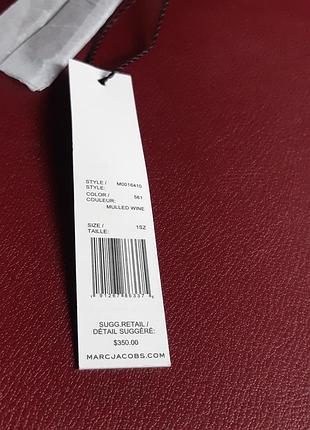 STYLE / M0016410
STYLE:
COLOR / 561
COULEUR:
MULLED WINE
SIZE / 1SZ
TAILLE:
SUGG.RETAIL /
DÉTAIL SUGGÉRÉ:
$350.00
MARCJACOBS.COM